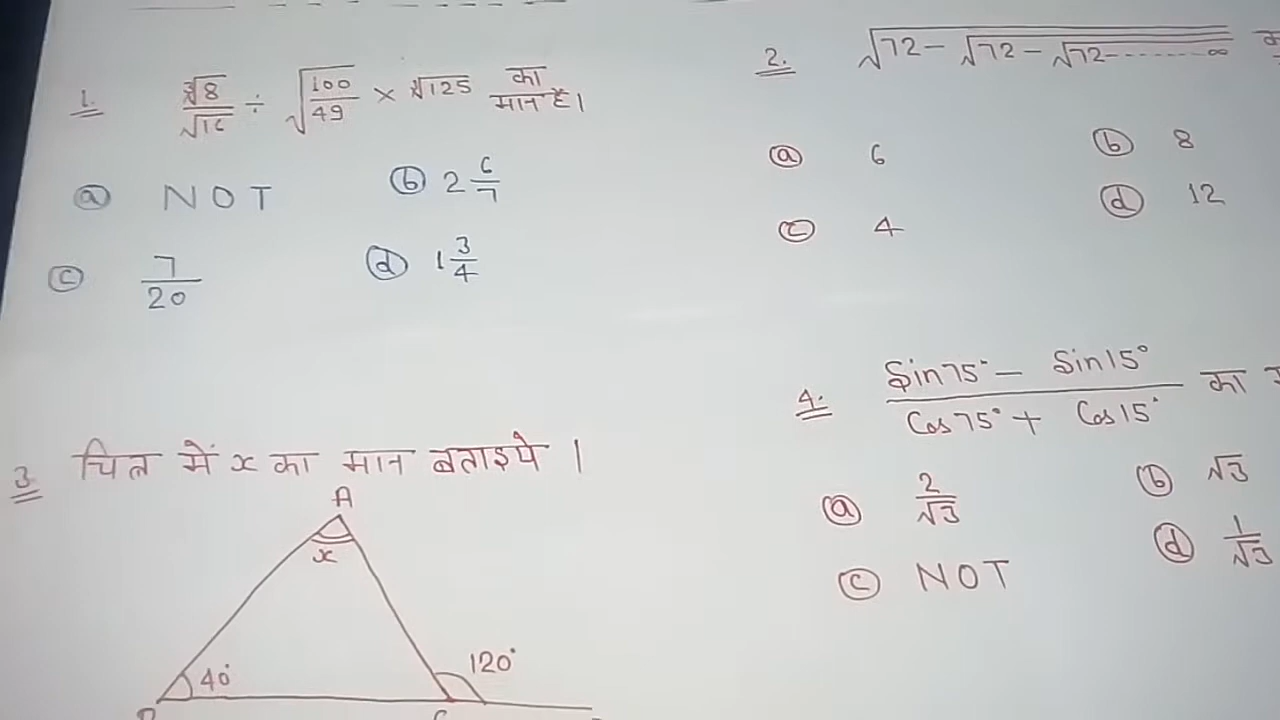 1. ∛8/√16 ÷ √(100/49) × ∛125 का मान है।
ⓐ NOT ⓑ 2 6/7
ⓒ 7/20 ⓓ 1 3/4
2. √72 - √72 - √72 ........ ∞
ⓐ 6 ⓑ 8
ⓒ 4 ⓓ 12
3 चित्र में x का मान बताइये ।
A
x
40°
120°
4. Sin75° - Sin15° / Cos75° + Cos15° का
ⓐ 2/√3 ⓑ √3
ⓒ NOT ⓓ 1/√3